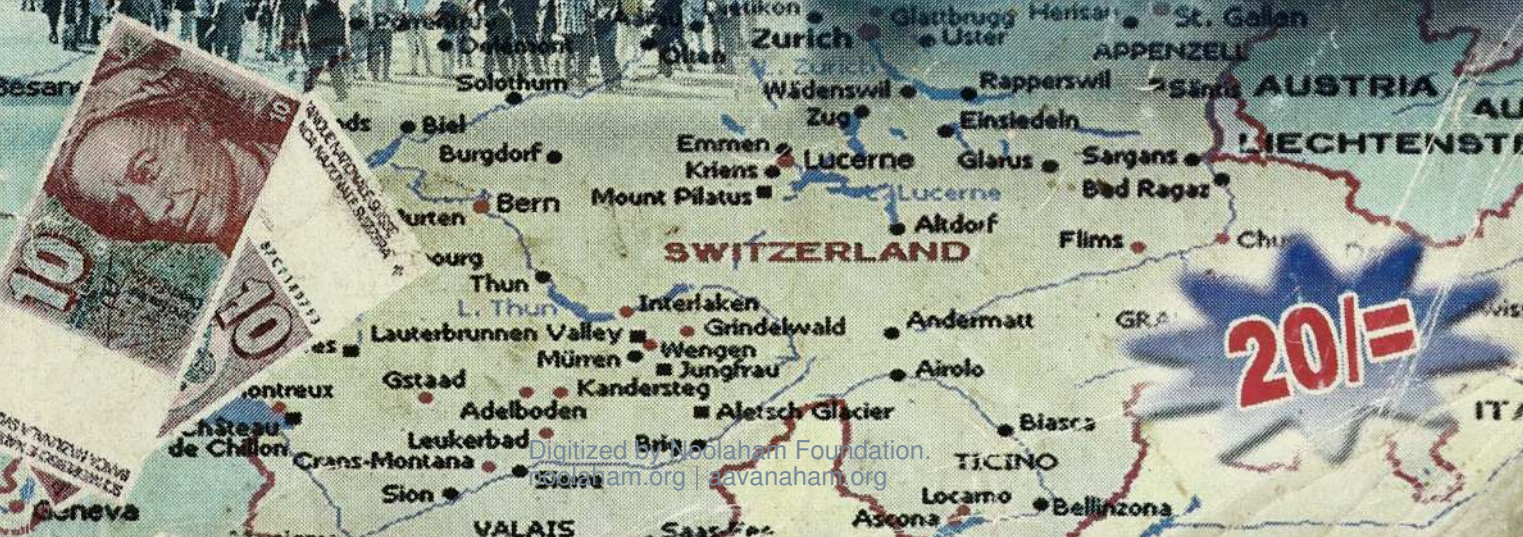 Glattbrugg
Herisau
St. Gallen
Zurich
Uster
Olten
APPENZELL
Solothurn
Wädenswil
Rapperswil
Säntis
AUSTRIA
Zug
Einsiedeln
Biel
LIECHTENST
Burgdorf
Emmen
Lucerne
Glarus
Sargans
Kriens
Bad Ragaz
Mount Pilatus
Lucerne
Bern
Altdorf
SWITZERLAND
Flims
Thun
L. Thun
Interlaken
Lauterbrunnen Valley
Grindelwald
Andermatt
Mürren
Wengen
Jungfrau
Airolo
Gstaad
Kandersteg
Adelboden
Aletsch Glacier
Biasca
Château
de Chillon
Leukerbad
Brig
Crans-Montana
TICINO
Sion
Sierre
Locarno
Bellinzona
Ascona
Geneva
VALAIS
10
10
10
20/=
Digitized by Noolaham Foundation.
noolaham.org | aavanaham.org